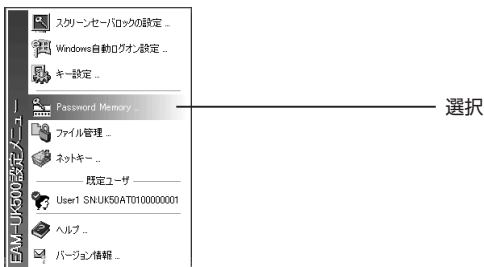 スクリーンセーバロックの設定 ...
Windows自動ログオン設定 ...
キー設定 ...
Password Memory ...
選択
ファイル管理 ...
ネットキー ...
既定ユーザ
User1 SN:UK50AT0100000001
ヘルプ ...
バージョン情報 ...
EAM-UK500設定メニュー